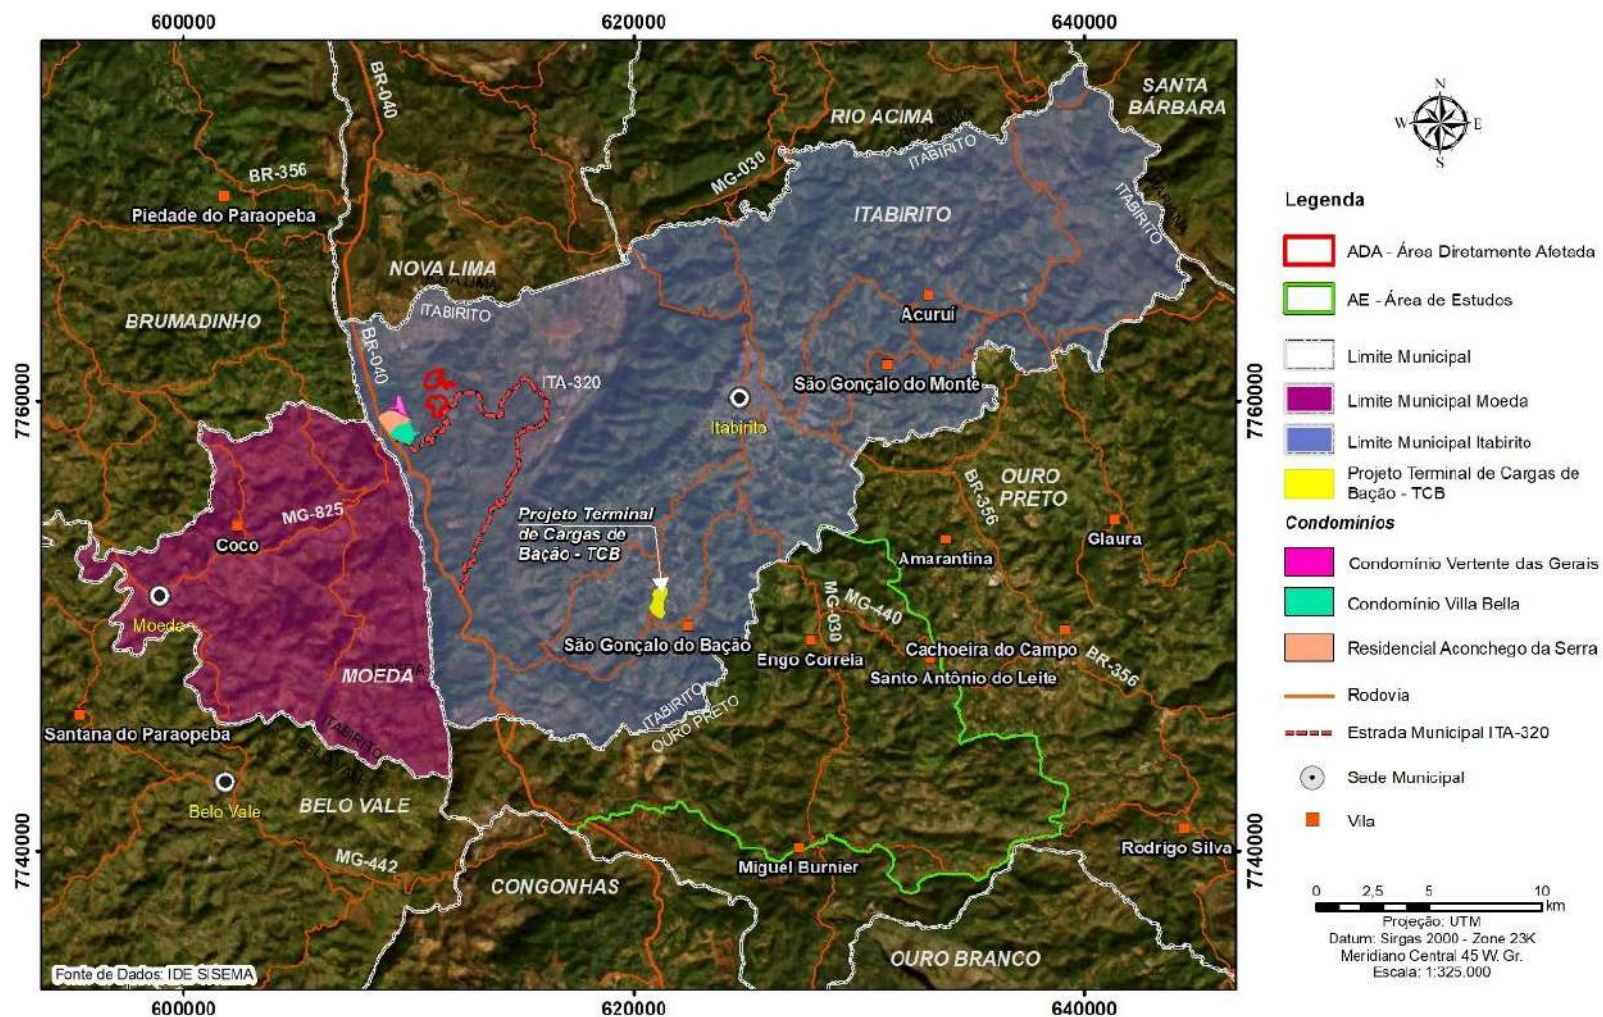 600000
620000
640000
SANTA
BÁRBARA
RIO ACIMA
BR-040
ITABIRITO
MG-030
BR-356
ITABIRITO
Piedade do Paraopeba
ITABIRITO
NOVA LIMA
NOVA LIMA
ITABIRITO
BRUMADINHO
Acuruí
BR-040
7760000
ITA-320
São Gonçalo do Monte
7760000
Itabirito
OURO
PRETO
BR-356
MG-825
Coco
Projeto Terminal
de Cargas de
Bação - TCB
Glaura
Amarantina
MG-440
MG-030
Moeda
São Gonçalo do Bação
Engo Correia
Cachoeira do Campo
Santo Antônio do Leite
BR-356
MOEDA
MOEDA
ITABIRITO
OURO PRETO
Santana do Paraopeba
ITABIRITO
BELO VALE
Belo Vale
BELO VALE
7740000
MG-442
Miguel Burnier
Rodrigo Silva
7740000
CONGONHAS
OURO BRANCO
Fonte de Dados: IDE SISEMA
600000
620000
640000
N
W
E
S
Legenda
ADA - Área Diretamente Afetada
AE - Área de Estudos
Limite Municipal
Limite Municipal Moeda
Limite Municipal Itabirito
Projeto Terminal de Cargas de
Bação - TCB
Condomínios
Condomínio Vertente das Gerais
Condomínio Villa Bella
Residencial Aconchego da Serra
Rodovia
Estrada Municipal ITA-320
Sede Municipal
Vila
0 2,5 5 10
km
Projeção: UTM
Datum: Sirgas 2000 - Zone 23K
Meridiano Central 45 W. Gr.
Escala: 1:325.000